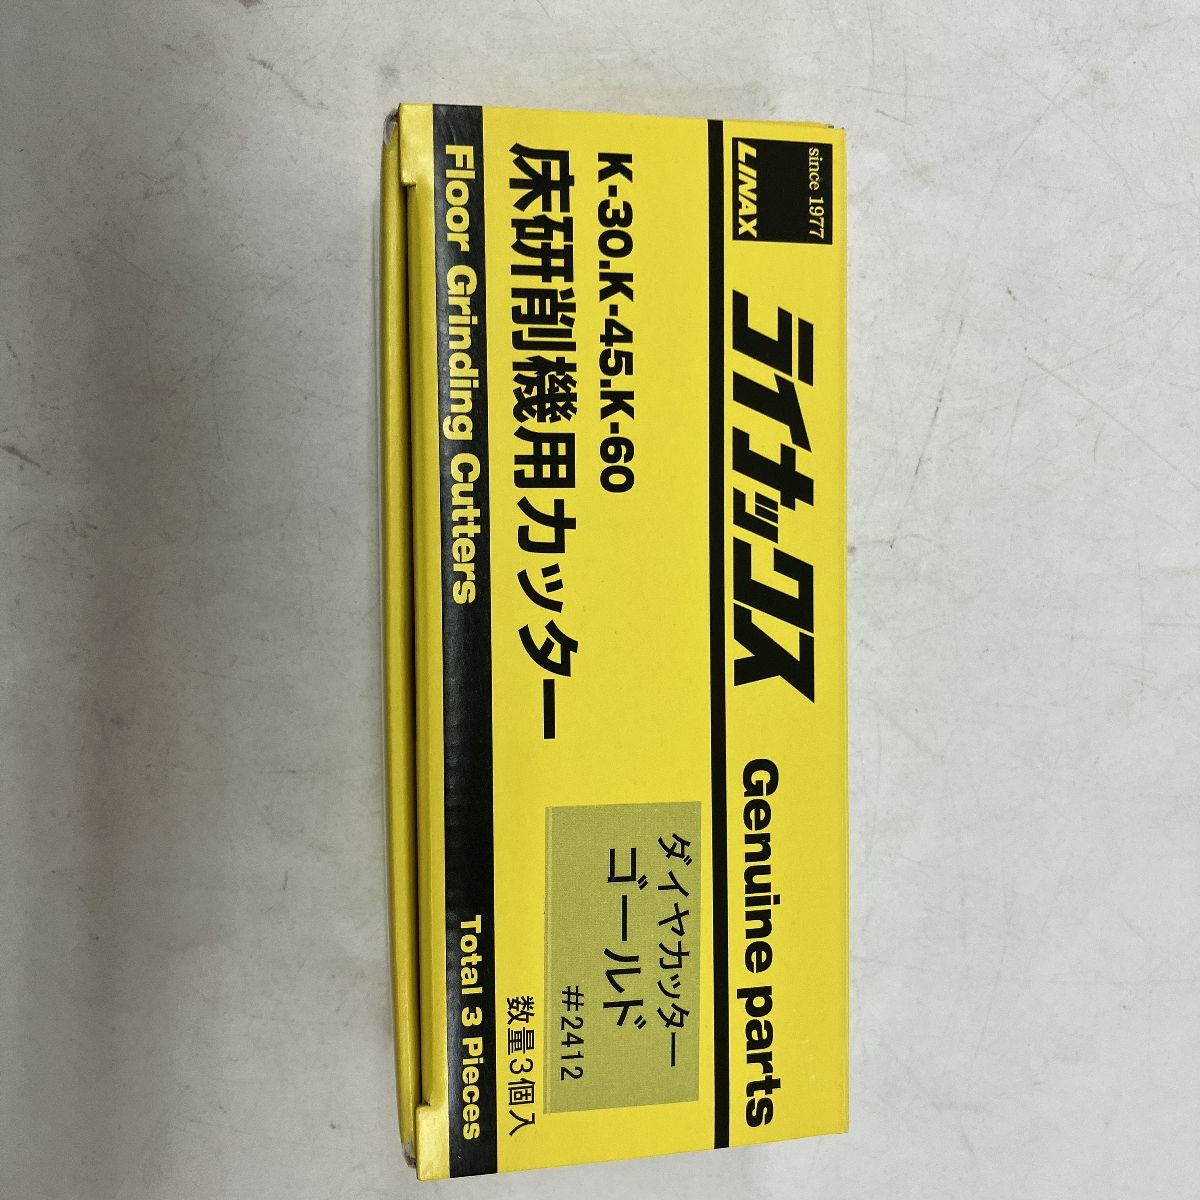 since 1977
LINAX
ライナックス
Genuine parts
K-30.K-45.K-60
床研削機用カッター
ダイヤカッター
ゴールド
#2412
数量3個入
Floor Grinding Cutters
Total 3 Pieces